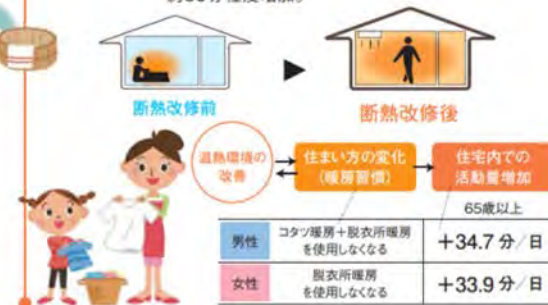 断熱改修前
断熱改修後
温熱環境の
改善
住まい方の変化
(暖房習慣)
住宅内での
活動量増加
65歳以上
男性
コタツ暖房+脱衣所暖房
を使用しなくなる
+34.7 分/日
女性
脱衣所暖房
を使用しなくなる
+33.9 分/日